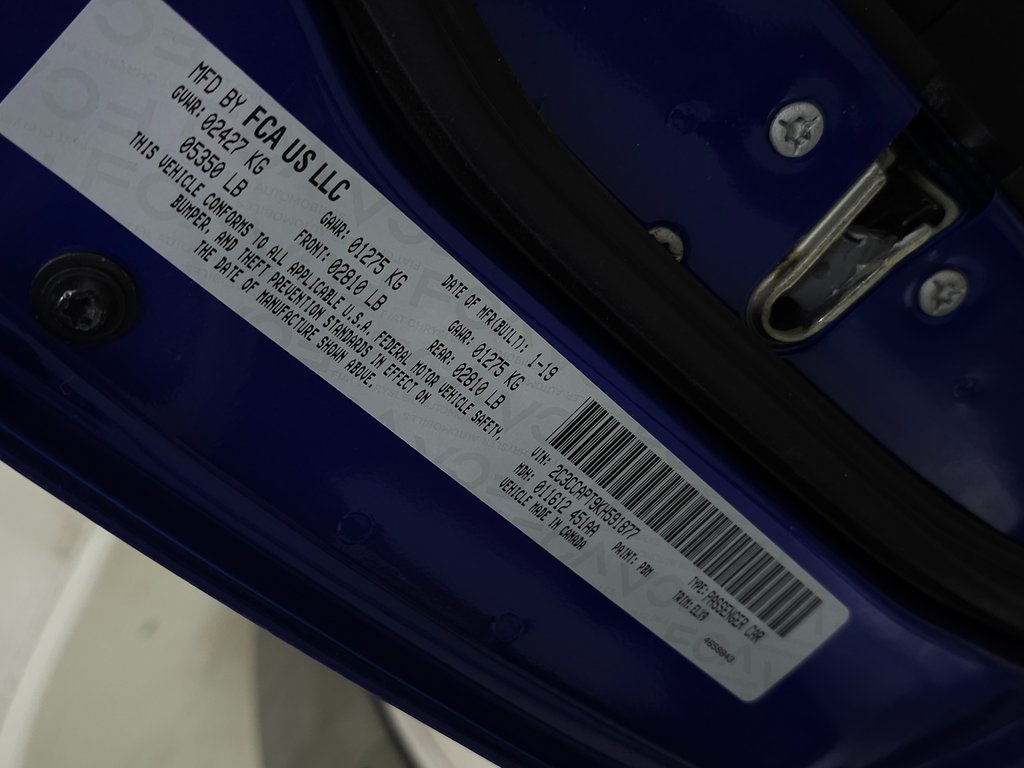 MFD BY FCA US LLC
DATE OF MFR(BUILT): 1-19
GVWR: 02427 KG
GAWR: 01275 KG
GAWR: 01275 KG
05350 LB
FRONT: 02810 LB
REAR: 02810 LB
THIS VEHICLE CONFORMS TO ALL APPLICABLE U.S.A. FEDERAL MOTOR VEHICLE SAFETY,
BUMPER, AND THEFT PREVENTION STANDARDS IN EFFECT ON
THE DATE OF MANUFACTURE SHOWN ABOVE.
VIN: 2C3CCAPT9KH591877
TYPE: PASSENGER CAR
MDH: 011612 451AA
PAINT: PBM
TRIM:
VEHICLE MADE IN CANADA